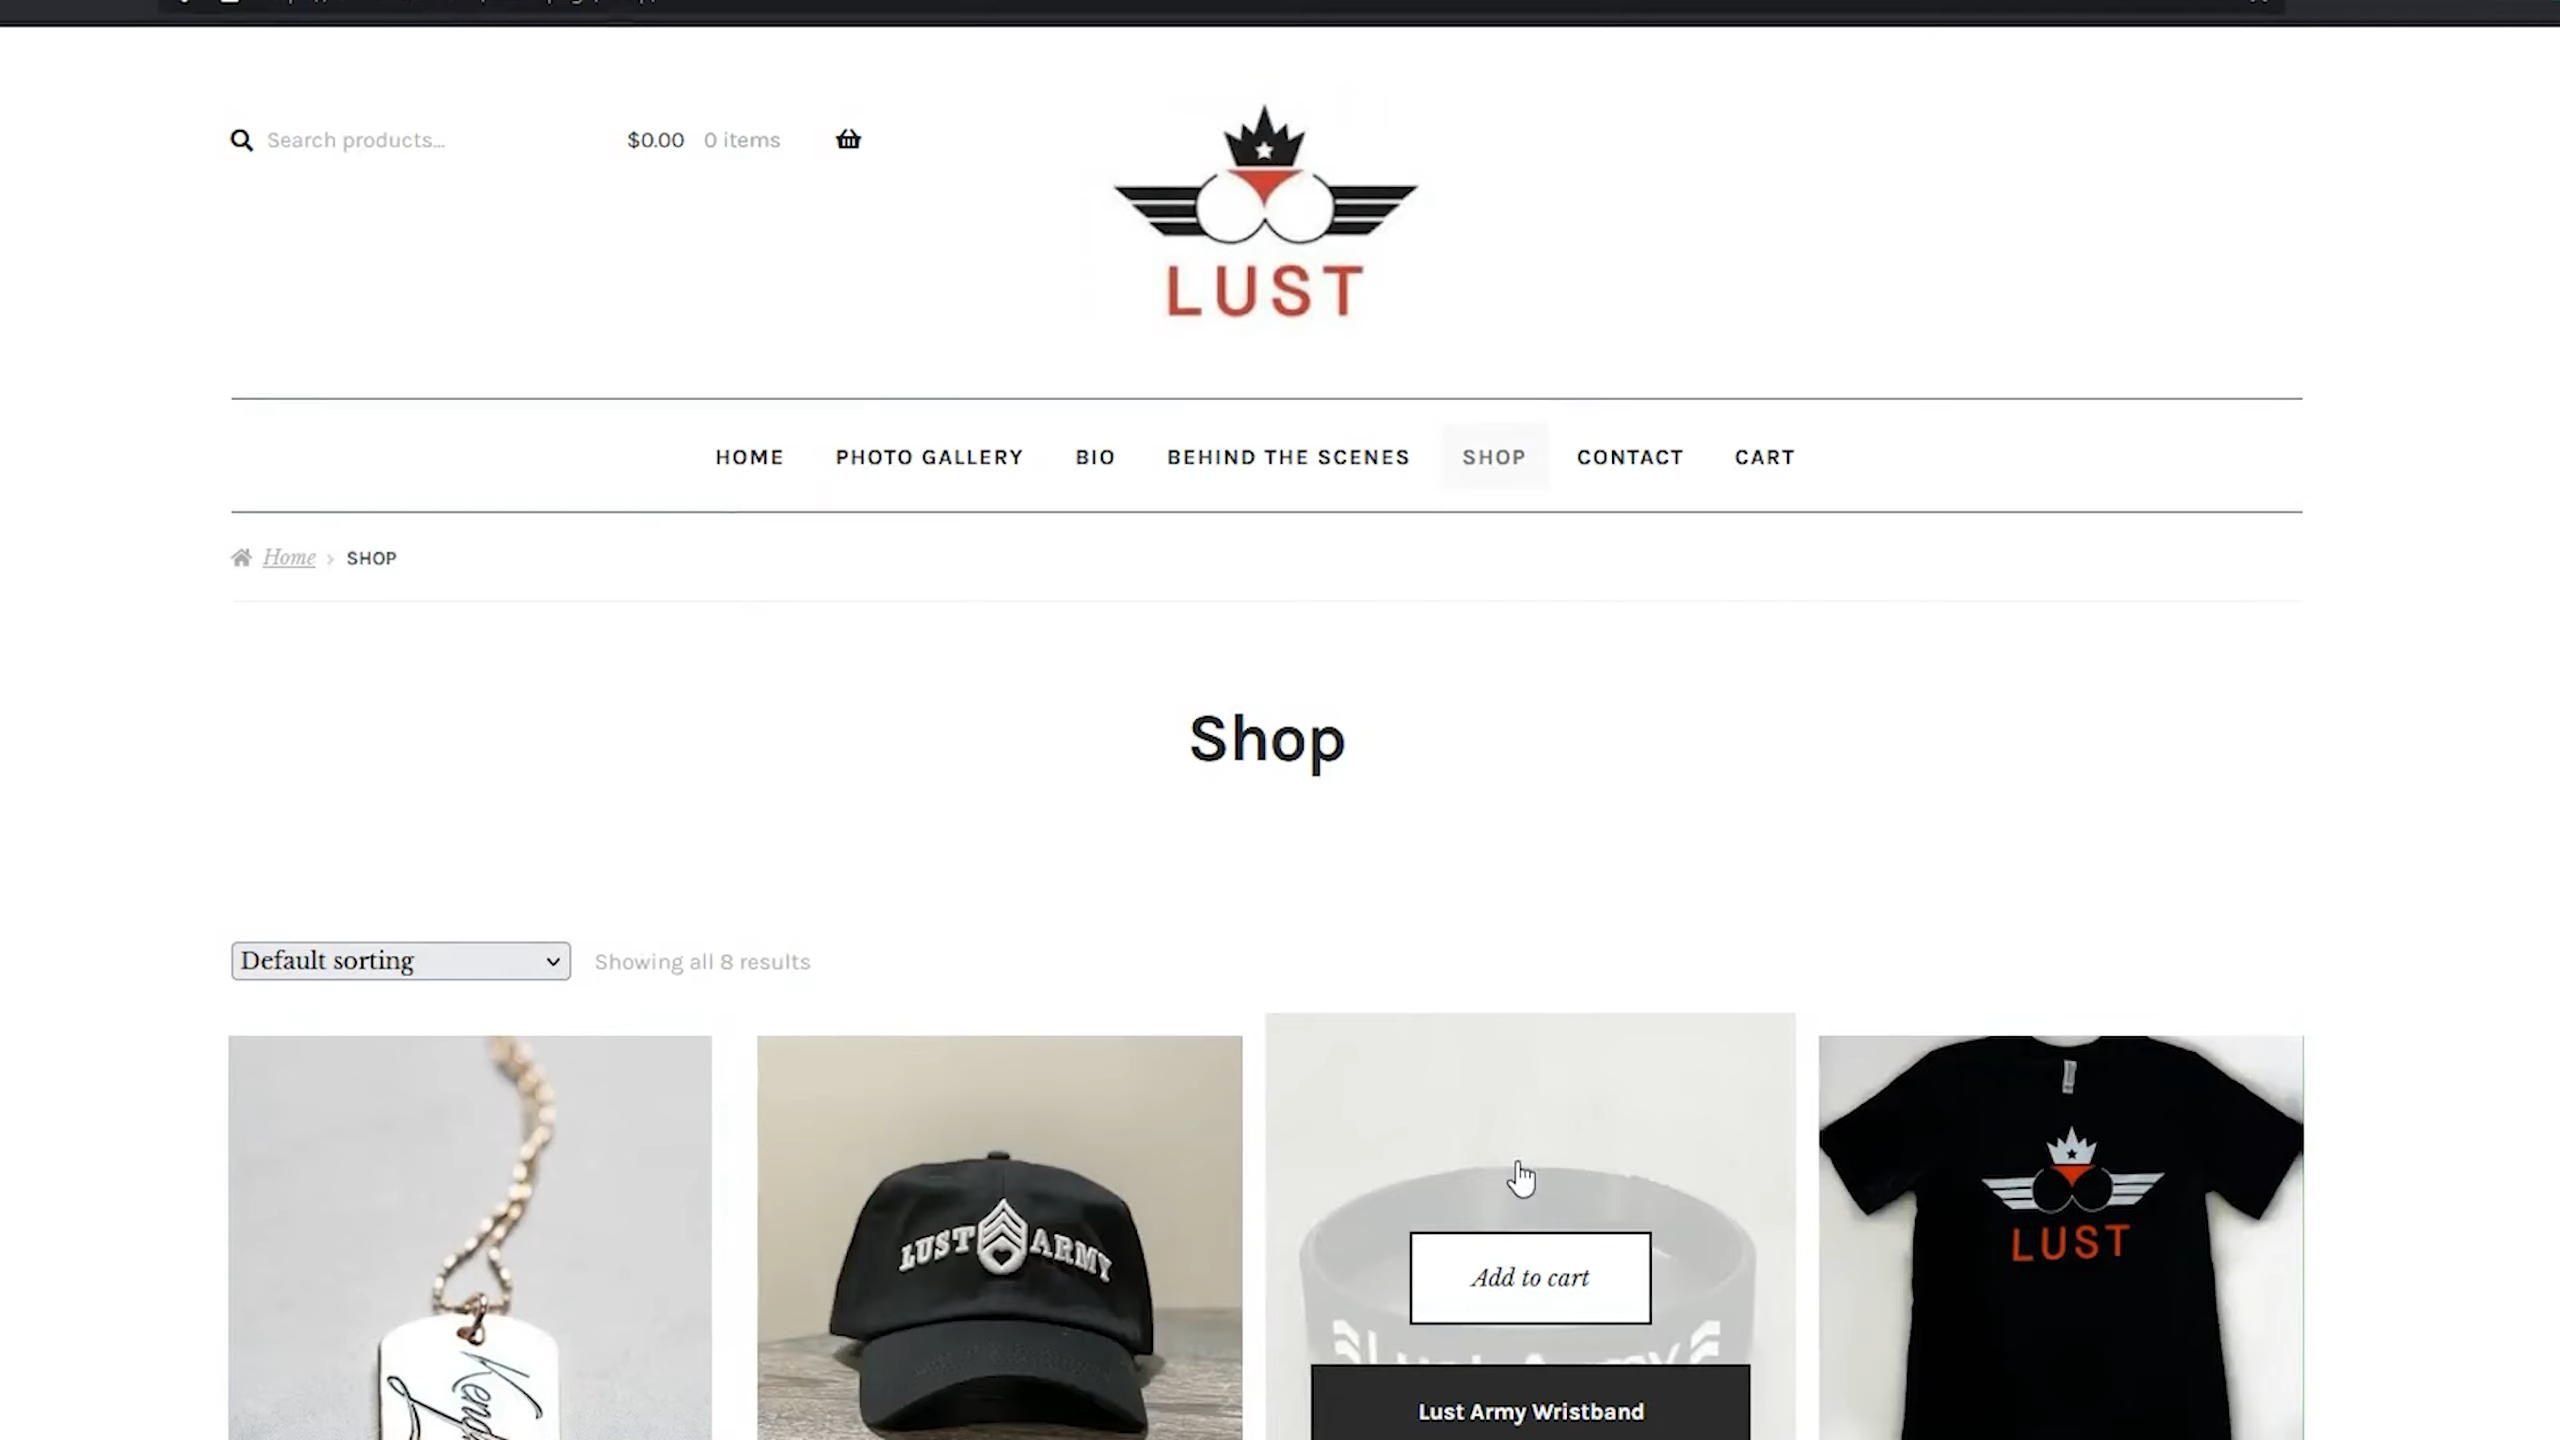 Search products...
$0.00 0 items
LUST
HOME PHOTO GALLERY BIO BEHIND THE SCENES SHOP CONTACT CART
Home › SHOP
Shop
Default sorting
Showing all 8 results
LUST ARMY
LUST
Add to cart
Lust Army Wristband